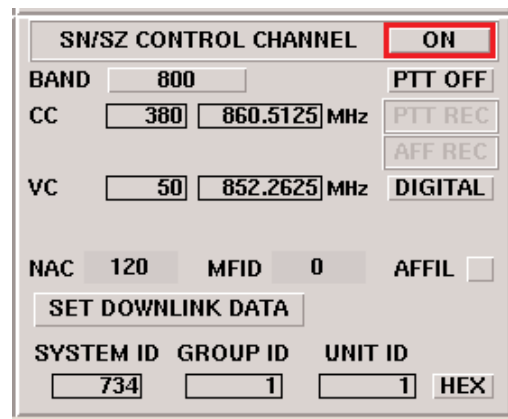 SN/SZ CONTROL CHANNEL ON
BAND 800 PTT OFF
CC 380 860.5125 MHz PTT REC
AFF REC
VC 50 852.2625 MHz DIGITAL
NAC 120 MFID 0 AFFIL
SET DOWNLINK DATA
SYSTEM ID GROUP ID UNIT ID
734 1 1 HEX